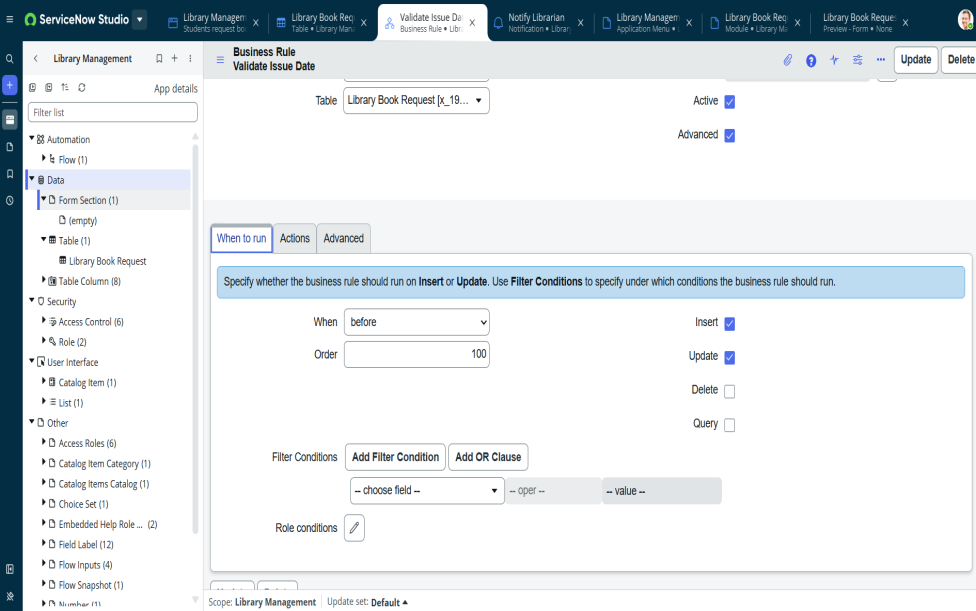 ServiceNow Studio
Library Managem
Students request bo
Library Book Req
Table • Library Man
Validate Issue Da
Business Rule • Libr
Notify Librarian
Notification • Librar
Library Managem
Application Menu •
Library Book Req
Module • Library Ma
Library Book Reque
Preview - Form • None
Library Management
App details
Filter list
Automation
Flow (1)
Data
Form Section (1)
(empty)
Table (1)
Library Book Request
Table Column (8)
Security
Access Control (6)
Role (2)
User Interface
Catalog Item (1)
List (1)
Other
Access Roles (6)
Catalog Item Category (1)
Catalog Items Catalog (1)
Choice Set (1)
Embedded Help Role ... (2)
Field Label (12)
Flow Inputs (4)
Flow Snapshot (1)
Number (1)
Business Rule
Validate Issue Date
Update
Delete
Table
Library Book Request [x_19...
Active
Advanced
When to run
Actions
Advanced
Specify whether the business rule should run on Insert or Update. Use Filter Conditions to specify under which conditions the business rule should run.
When
before
Insert
Order
100
Update
Delete
Query
Filter Conditions
Add Filter Condition
Add OR Clause
-- choose field --
-- oper --
-- value --
Role conditions
Scope: Library Management
Update set: Default